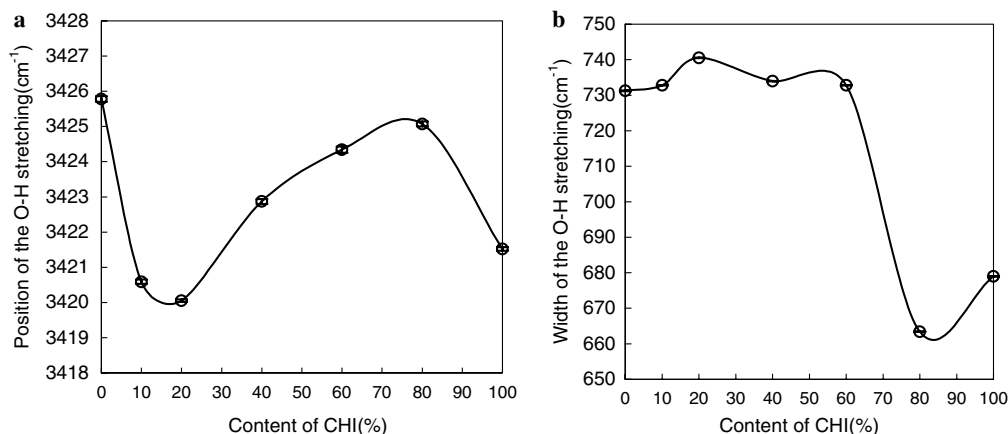 a
Position of the O-H stretching(cm-1)
3428
3427
3426
3425
3424
3423
3422
3421
3420
3419
3418
0 10 20 30 40 50 60 70 80 90 100
Content of CHI(%)
b
Width of the O-H stretching(cm-1)
750
740
730
720
710
700
690
680
670
660
650
0 10 20 30 40 50 60 70 80 90 100
Content of CHI(%)